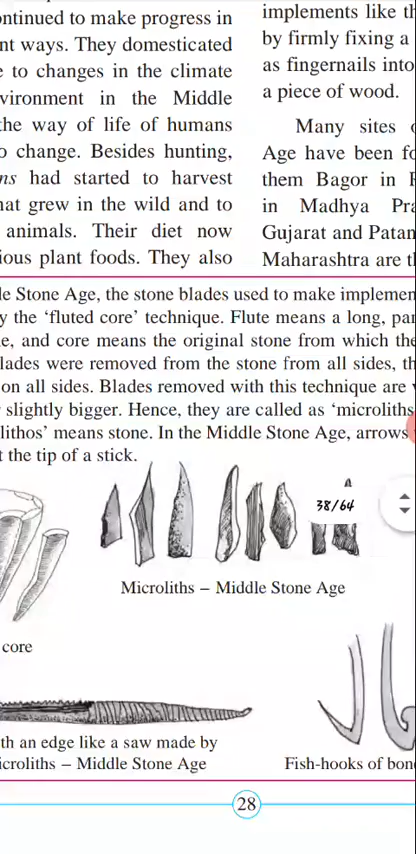 ontinued to make progress in
nt ways. They domesticated
e to changes in the climate
vironment in the Middle
the way of life of humans
o change. Besides hunting,
ns had started to harvest
hat grew in the wild and to
animals. Their diet now
ious plant foods. They also
implements like th
by firmly fixing a
as fingernails into
a piece of wood.
Many sites
Age have been fo
them Bagor in
in Madhya Pra
Gujarat and Patan
Maharashtra are th
le Stone Age, the stone blades used to make implemen
y the ‘fluted core’ technique. Flute means a long, par
e, and core means the original stone from which the
lades were removed from the stone from all sides, th
on all sides. Blades removed with this technique are
slightly bigger. Hence, they are called as ‘microliths
lithos’ means stone. In the Middle Stone Age, arrows
t the tip of a stick.
38/64
Microliths – Middle Stone Age
core
th an edge like a saw made by
icroliths – Middle Stone Age
Fish-hooks of bon
28